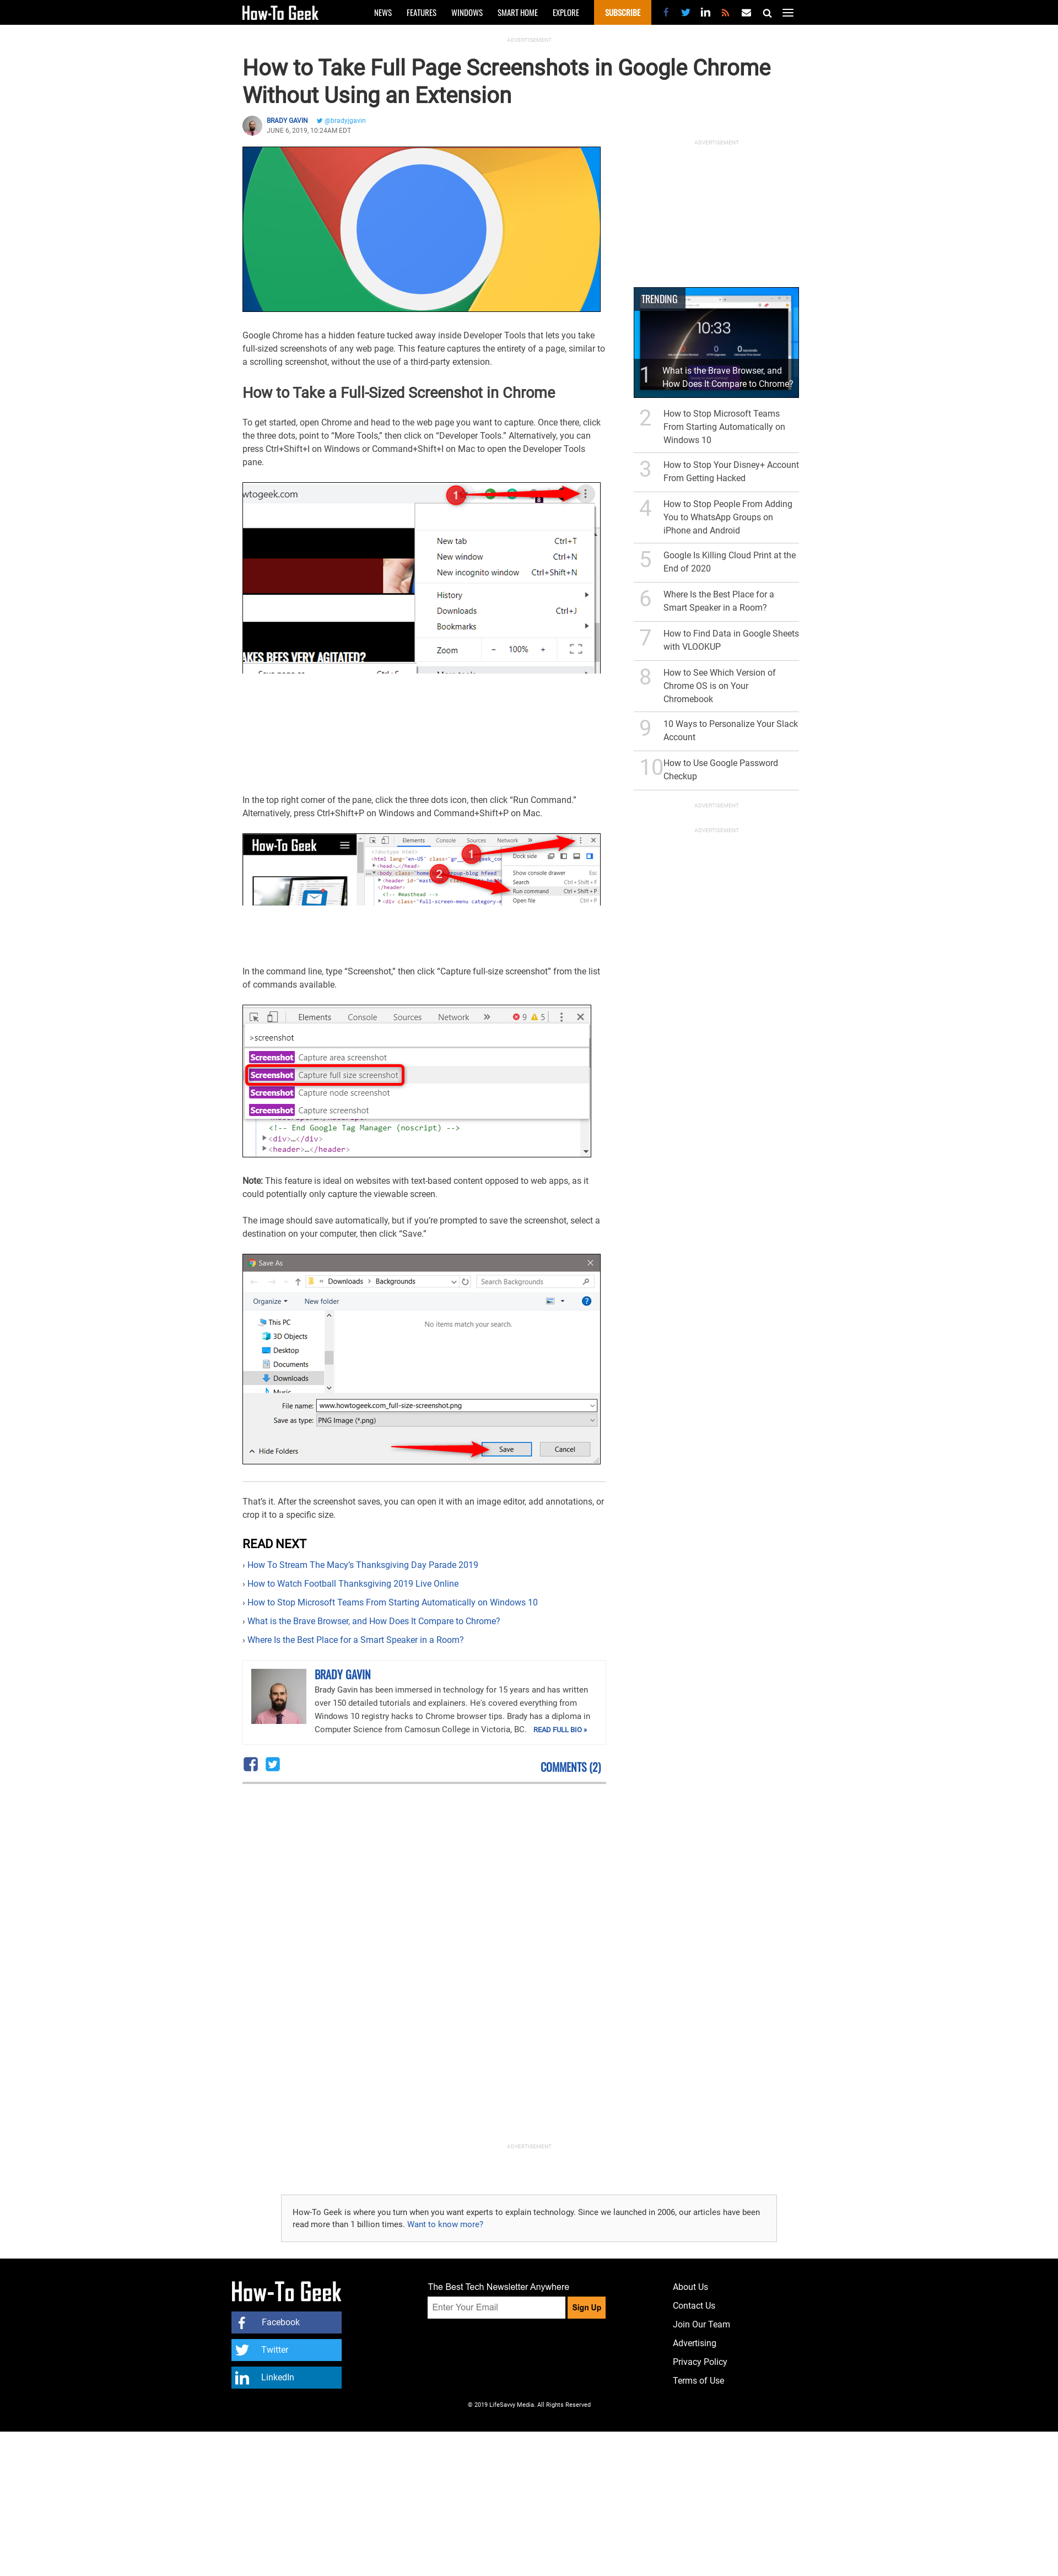 How-To Geek
NEWS FEATURES WINDOWS SMART HOME EXPLORE SUBSCRIBE
ADVERTISEMENT
How to Take Full Page Screenshots in Google Chrome
Without Using an Extension
BRADY GAVIN @bradyjgavin
JUNE 6, 2019, 10:24AM EDT
Google Chrome has a hidden feature tucked away inside Developer Tools that lets you take
full-sized screenshots of any web page. This feature captures the entirety of a page, similar to
a scrolling screenshot, without the use of a third-party extension.
How to Take a Full-Sized Screenshot in Chrome
To get started, open Chrome and head to the web page you want to capture. Once there, click
the three dots, point to “More Tools,” then click on “Developer Tools.” Alternatively, you can
press Ctrl+Shift+I on Windows or Command+Shift+I on Mac to open the Developer Tools
pane.
wtogeek.com
1
New tab Ctrl+T
New window Ctrl+N
New incognito window Ctrl+Shift+N
History
Downloads Ctrl+J
Bookmarks
Zoom - 100% +
AKES BEES VERY AGITATED?
In the top right corner of the pane, click the three dots icon, then click “Run Command.”
Alternatively, press Ctrl+Shift+P on Windows and Command+Shift+P on Mac.
How-To Geek
Elements Console Sources Network »
1
2
Dock side
Show console drawer Esc
Search Ctrl+Shift+F
Run command Ctrl+Shift+P
Open file Ctrl+P
In the command line, type “Screenshot,” then click “Capture full-size screenshot” from the list
of commands available.
Elements Console Sources Network » 9 5
>screenshot
Screenshot Capture area screenshot
Screenshot Capture full size screenshot
Screenshot Capture node screenshot
Screenshot Capture screenshot
<!-- End Google Tag Manager (noscript) -->
<div>…</div>
<header>…</header>
Note: This feature is ideal on websites with text-based content opposed to web apps, as it
could potentially only capture the viewable screen.
The image should save automatically, but if you’re prompted to save the screenshot, select a
destination on your computer, then click “Save.”
Save As
Downloads Backgrounds Search Backgrounds
Organize New folder
This PC
3D Objects
Desktop
Documents
Downloads
Music
No items match your search.
File name: www.howtogeek.com_full-size-screenshot.png
Save as type: PNG Image (*.png)
Hide Folders Save Cancel
That’s it. After the screenshot saves, you can open it with an image editor, add annotations, or
crop it to a specific size.
READ NEXT
› How To Stream The Macy’s Thanksgiving Day Parade 2019
› How to Watch Football Thanksgiving 2019 Live Online
› How to Stop Microsoft Teams From Starting Automatically on Windows 10
› What is the Brave Browser, and How Does It Compare to Chrome?
› Where Is the Best Place for a Smart Speaker in a Room?
BRADY GAVIN
Brady Gavin has been immersed in technology for 15 years and has written
over 150 detailed tutorials and explainers. He's covered everything from
Windows 10 registry hacks to Chrome browser tips. Brady has a diploma in
Computer Science from Camosun College in Victoria, BC. READ FULL BIO »
COMMENTS (2)
ADVERTISEMENT
TRENDING
10:33
1 What is the Brave Browser, and
How Does It Compare to Chrome?
2 How to Stop Microsoft Teams
From Starting Automatically on
Windows 10
3 How to Stop Your Disney+ Account
From Getting Hacked
4 How to Stop People From Adding
You to WhatsApp Groups on
iPhone and Android
5 Google Is Killing Cloud Print at the
End of 2020
6 Where Is the Best Place for a
Smart Speaker in a Room?
7 How to Find Data in Google Sheets
with VLOOKUP
8 How to See Which Version of
Chrome OS is on Your
Chromebook
9 10 Ways to Personalize Your Slack
Account
10 How to Use Google Password
Checkup
ADVERTISEMENT
ADVERTISEMENT
ADVERTISEMENT
How-To Geek is where you turn when you want experts to explain technology. Since we launched in 2006, our articles have been
read more than 1 billion times. Want to know more?
How-To Geek
Facebook
Twitter
LinkedIn
The Best Tech Newsletter Anywhere
Enter Your Email Sign Up
About Us
Contact Us
Join Our Team
Advertising
Privacy Policy
Terms of Use
© 2019 LifeSavvy Media. All Rights Reserved